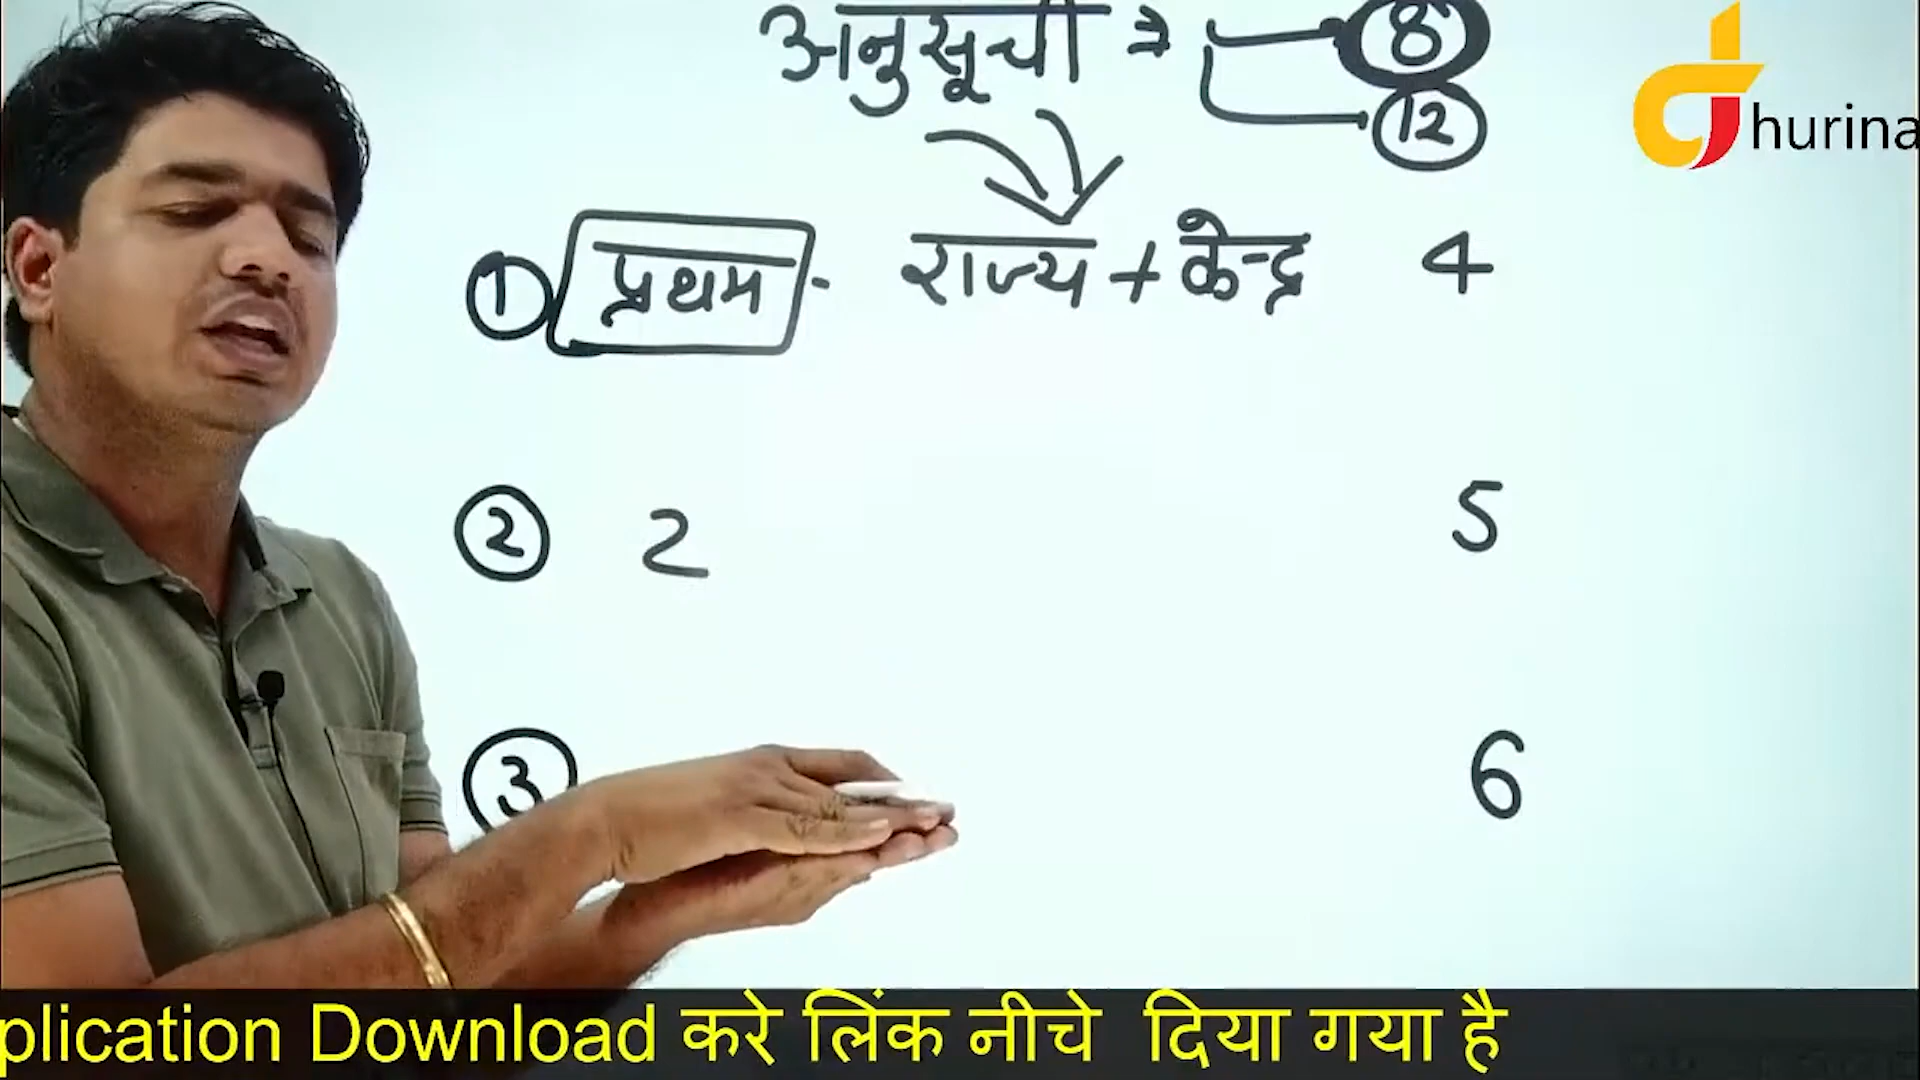 अनुसूची ⇒ 8
12
hurina
① प्रथम - राज्य + केन्द्र 4
② 2 5
③ 6
plication Download करे लिंक नीचे दिया गया है